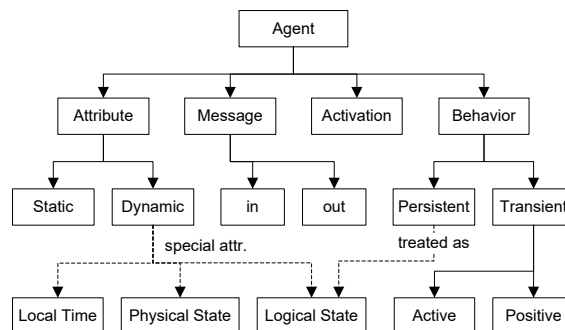 Agent
Attribute Message Activation Behavior
Static Dynamic in out Persistent Transient
special attr. treated as
Local Time Physical State Logical State Active Positive